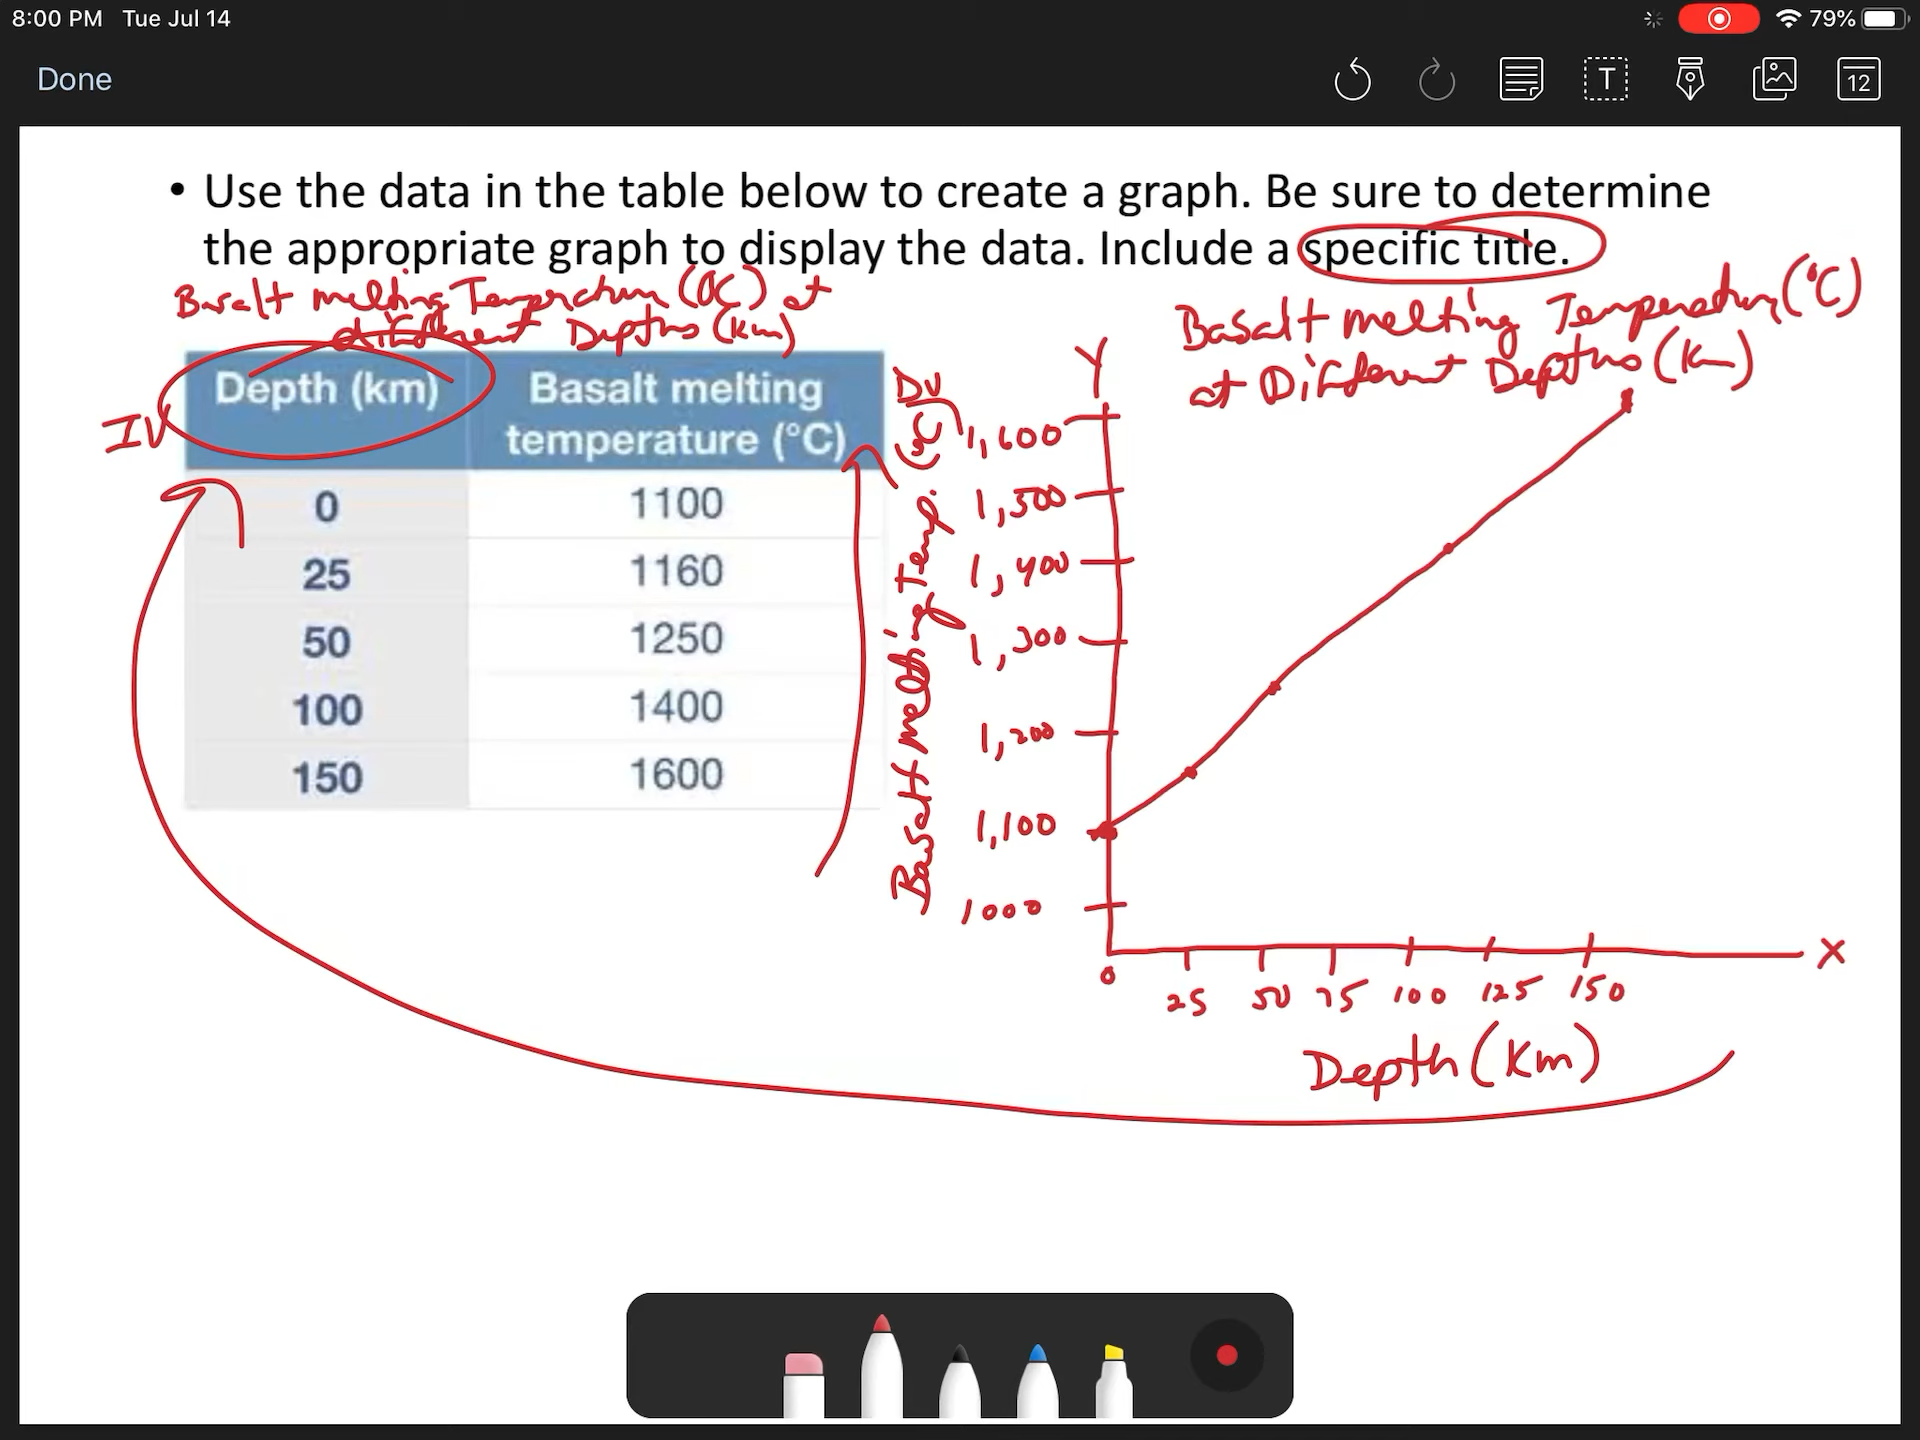 8:00 PM Tue Jul 14
79%
Done
T
12
• Use the data in the table below to create a graph. Be sure to determine
the appropriate graph to display the data. Include a specific title.
Basalt melting Temperature (0C) at
different Depths (km)
IV
Depth (km) Basalt melting
temperature (°C)
0 1100
25 1160
50 1250
100 1400
150 1600
Basalt melting Temperature (°C)
at Different Depths (km)
DV
Basalt melting Temp. (°C)
Y
1,600
1,500
1,400
1,300
1,200
1,100
1000
X
0 25 50 75 100 125 150
Depth (km)